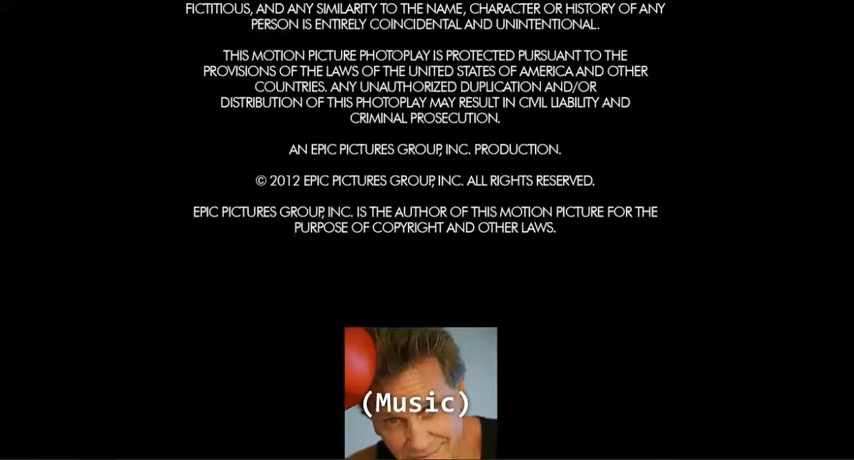 FICTITIOUS, AND ANY SIMILARITY TO THE NAME, CHARACTER OR HISTORY OF ANY
PERSON IS ENTIRELY COINCIDENTAL AND UNINTENTIONAL.
THIS MOTION PICTURE PHOTOPLAY IS PROTECTED PURSUANT TO THE
PROVISIONS OF THE LAWS OF THE UNITED STATES OF AMERICA AND OTHER
COUNTRIES. ANY UNAUTHORIZED DUPLICATION AND/OR
DISTRIBUTION OF THIS PHOTOPLAY MAY RESULT IN CIVIL LIABILITY AND
CRIMINAL PROSECUTION.
AN EPIC PICTURES GROUP, INC. PRODUCTION.
© 2012 EPIC PICTURES GROUP, INC. ALL RIGHTS RESERVED.
EPIC PICTURES GROUP, INC. IS THE AUTHOR OF THIS MOTION PICTURE FOR THE
PURPOSE OF COPYRIGHT AND OTHER LAWS.
(Music)